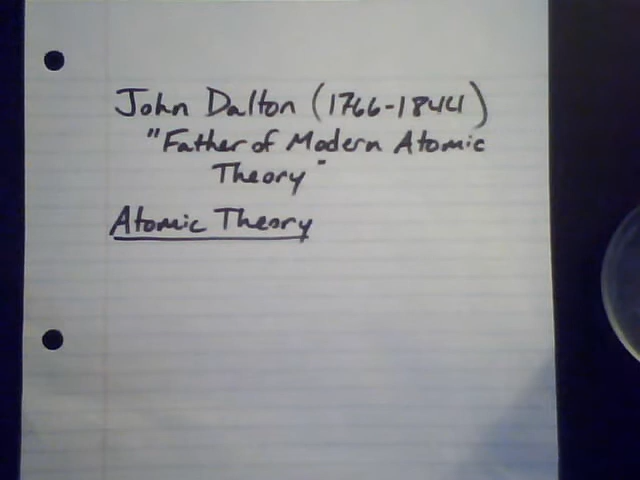 John Dalton (1766-1844)
"Father of Modern Atomic
Theory"
Atomic Theory